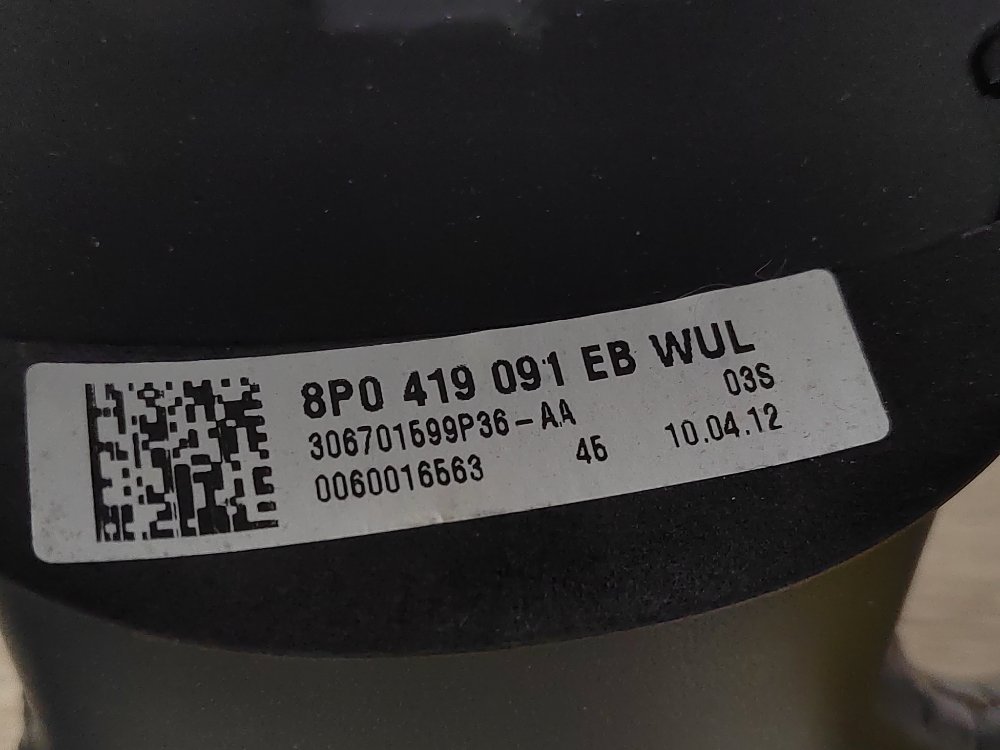 8P0 419 091 EB WUL
03S
306701599P36-AA
0060016563 45 10.04.12